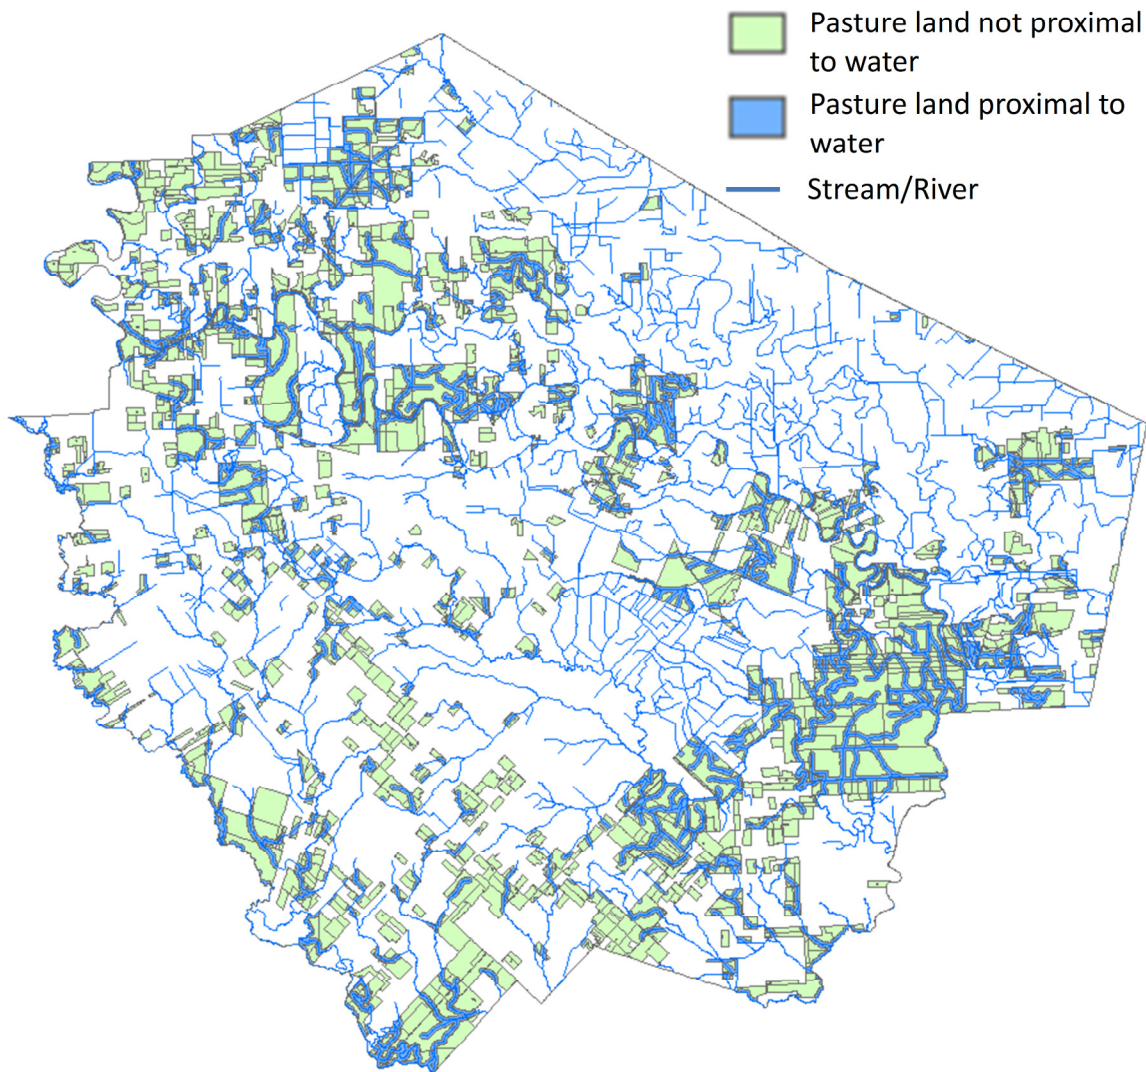 Pasture land not proximal
to water
Pasture land proximal to
water
Stream/River